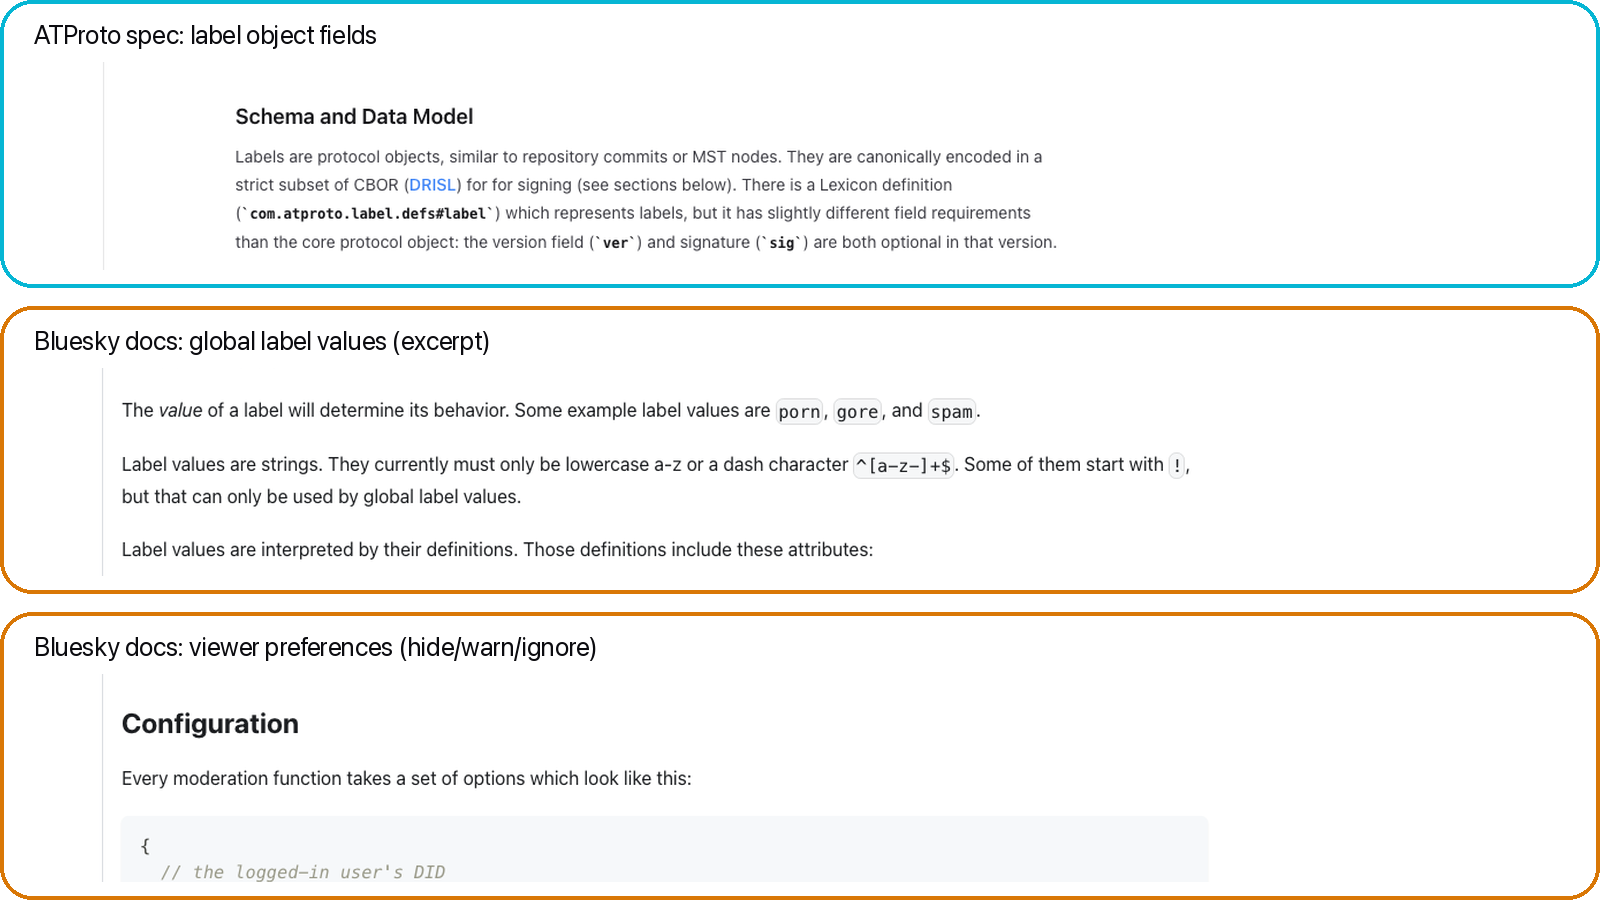 ATProto spec: label object fields
Schema and Data Model
Labels are protocol objects, similar to repository commits or MST nodes. They are canonically encoded in a
strict subset of CBOR (DRISL) for for signing (see sections below). There is a Lexicon definition
(`com.atproto.label.defs#label`) which represents labels, but it has slightly different field requirements
than the core protocol object: the version field (`ver`) and signature (`sig`) are both optional in that version.
Bluesky docs: global label values (excerpt)
The value of a label will determine its behavior. Some example label values are porn, gore, and spam.
Label values are strings. They currently must only be lowercase a-z or a dash character ^[a-z-]+$. Some of them start with !,
but that can only be used by global label values.
Label values are interpreted by their definitions. Those definitions include these attributes:
Bluesky docs: viewer preferences (hide/warn/ignore)
Configuration
Every moderation function takes a set of options which look like this:
{
// the logged-in user's DID